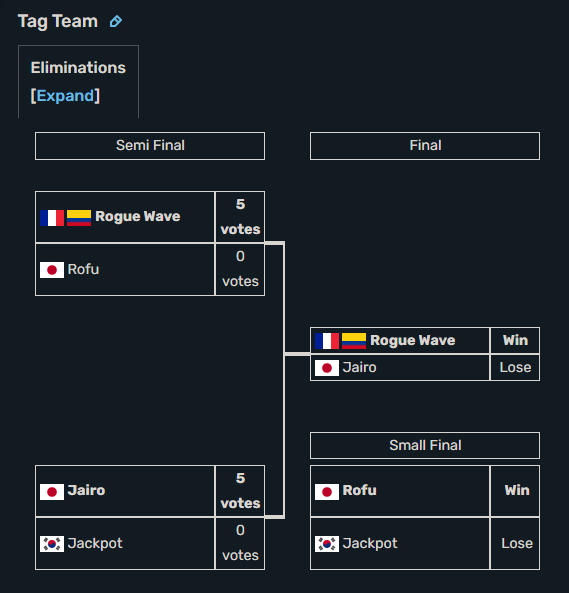 Tag Team
Eliminations
[Expand]
Semi Final
Final
Rogue Wave
5
votes
Rofu
0
votes
Rogue Wave
Win
Jairo
Lose
Small Final
Jairo
5
votes
Jackpot
0
votes
Rofu
Win
Jackpot
Lose